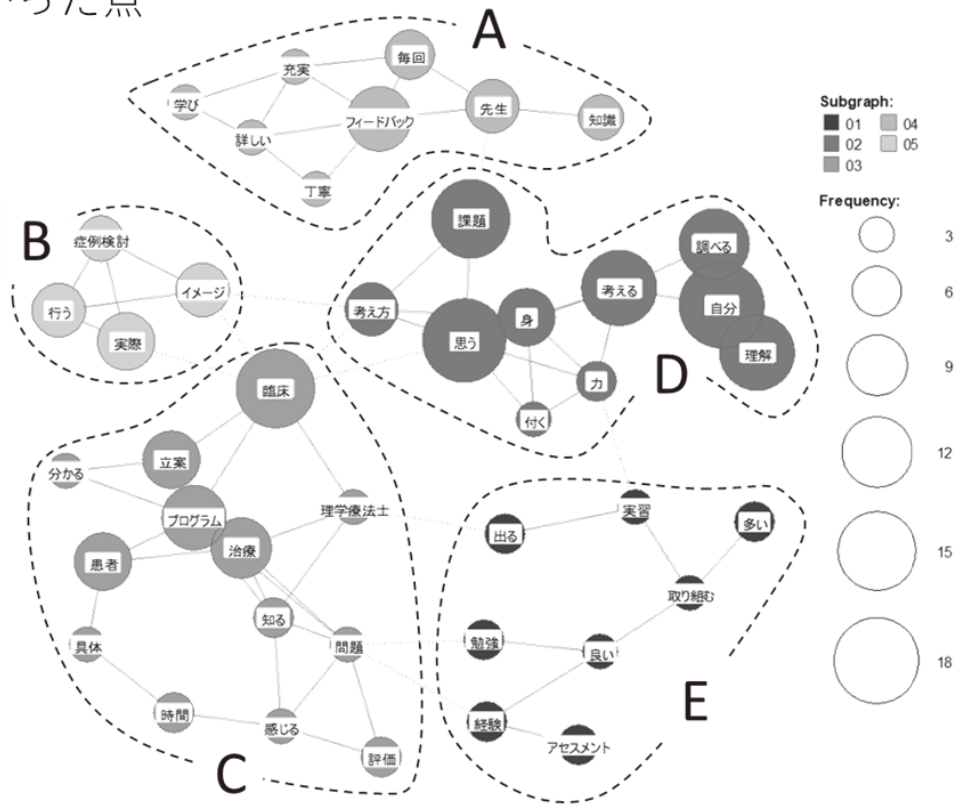 った点
A
毎回
充実
学び
フィードバック
先生
知識
詳しい
丁寧
Subgraph:
01 04
02 05
03
Frequency:
3
6
9
12
15
18
B
症例検討
イメージ
行う
実際
課題
考え方
思う
身
考える
調べる
自分
理解
力
付く
D
臨床
立案
分かる
プログラム
理学療法士
患者
治療
知る
具体
問題
時間
感じる
評価
C
実習
出る
多い
取り組む
勉強
良い
経験
アセスメント
E